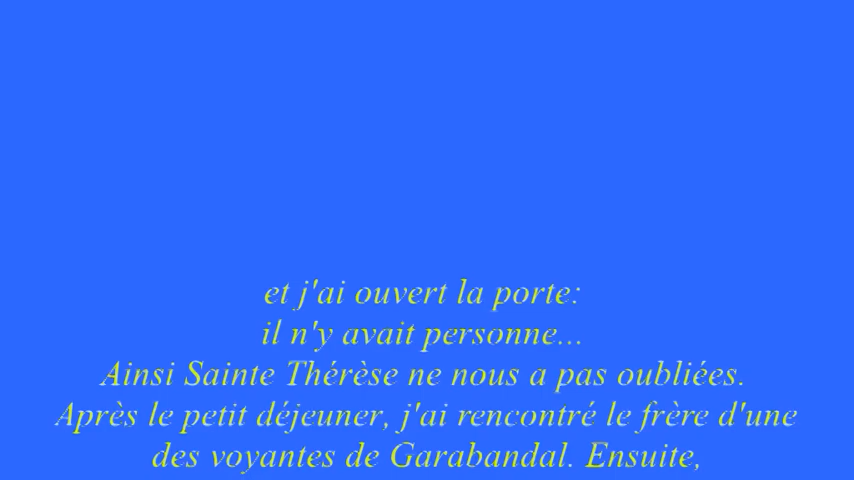 et j'ai ouvert la porte:
il n'y avait personne...
Ainsi Sainte Thérèse ne nous a pas oubliées.
Après le petit déjeuner, j'ai rencontré le frère d'une
des voyantes de Garabandal. Ensuite,